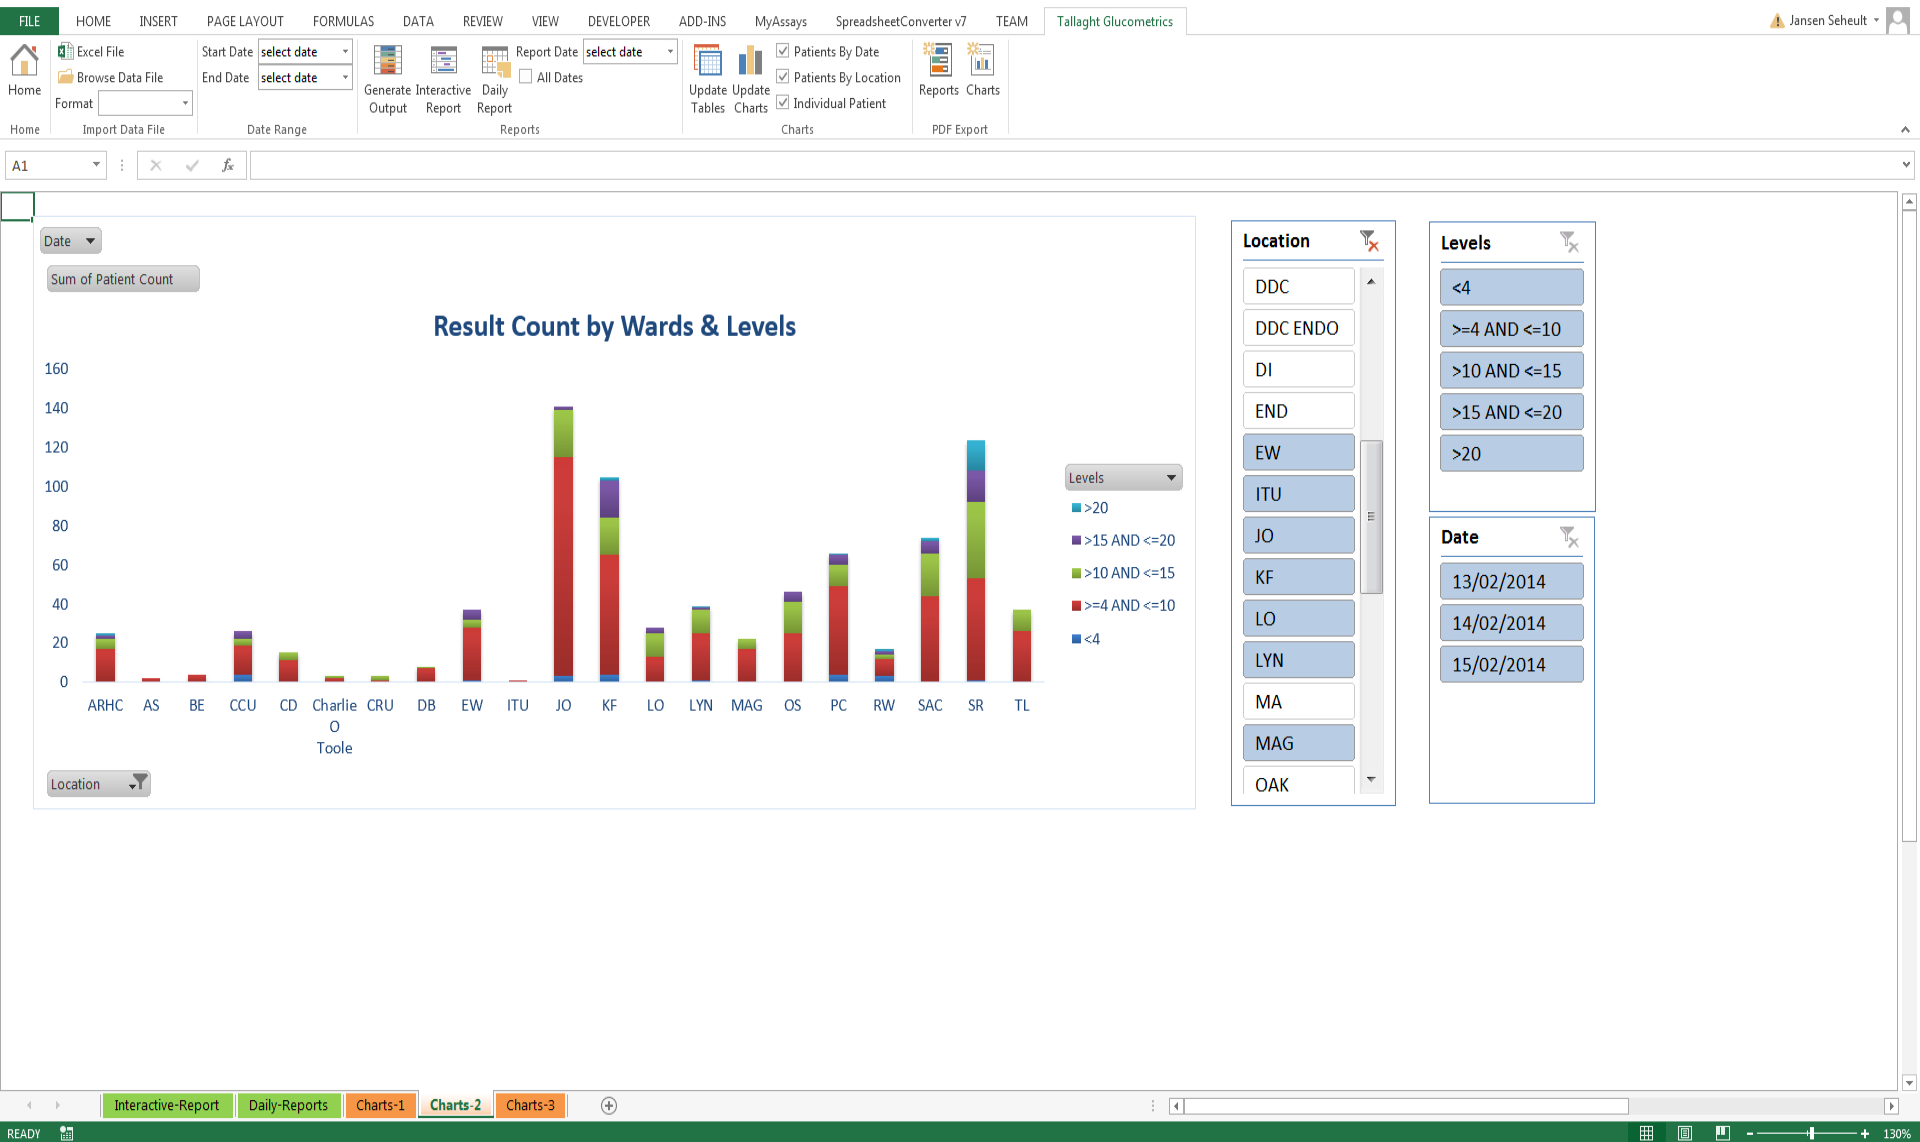 FILE HOME INSERT PAGE LAYOUT FORMULAS DATA REVIEW VIEW DEVELOPER ADD-INS MyAssays SpreadsheetConverter v7 TEAM Tallaght Glucometrics Jansen Seheult
Home
Home
Excel File
Browse Data File
Format
Import Data File
Start Date select date
End Date select date
Date Range
Generate Output
Interactive Report
Daily Report
Report Date select date
All Dates
Reports
Update Tables
Update Charts
Patients By Date
Patients By Location
Individual Patient
Charts
Reports
Charts
PDF Export
A1
fx
Date
Sum of Patient Count
Result Count by Wards & Levels
160
140
120
100
80
60
40
20
0
ARHC AS BE CCU CD Charlie O Toole CRU DB EW ITU JO KF LO LYN MAG OS PC RW SAC SR TL
Location
Levels
>20
>15 AND <=20
>10 AND <=15
>=4 AND <=10
<4
Location
DDC
DDC ENDO
DI
END
EW
ITU
JO
KF
LO
LYN
MA
MAG
OAK
Levels
<4
>=4 AND <=10
>10 AND <=15
>15 AND <=20
>20
Date
13/02/2014
14/02/2014
15/02/2014
Interactive-Report Daily-Reports Charts-1 Charts-2 Charts-3
READY 130%